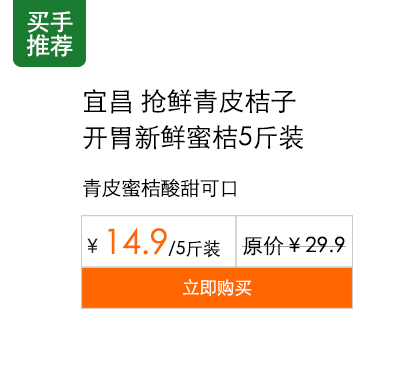 买手
推荐
宜昌 抢鲜青皮桔子
开胃新鲜蜜桔5斤装
青皮蜜桔酸甜可口
¥ 14.9/5斤装 原价¥29.9
立即购买